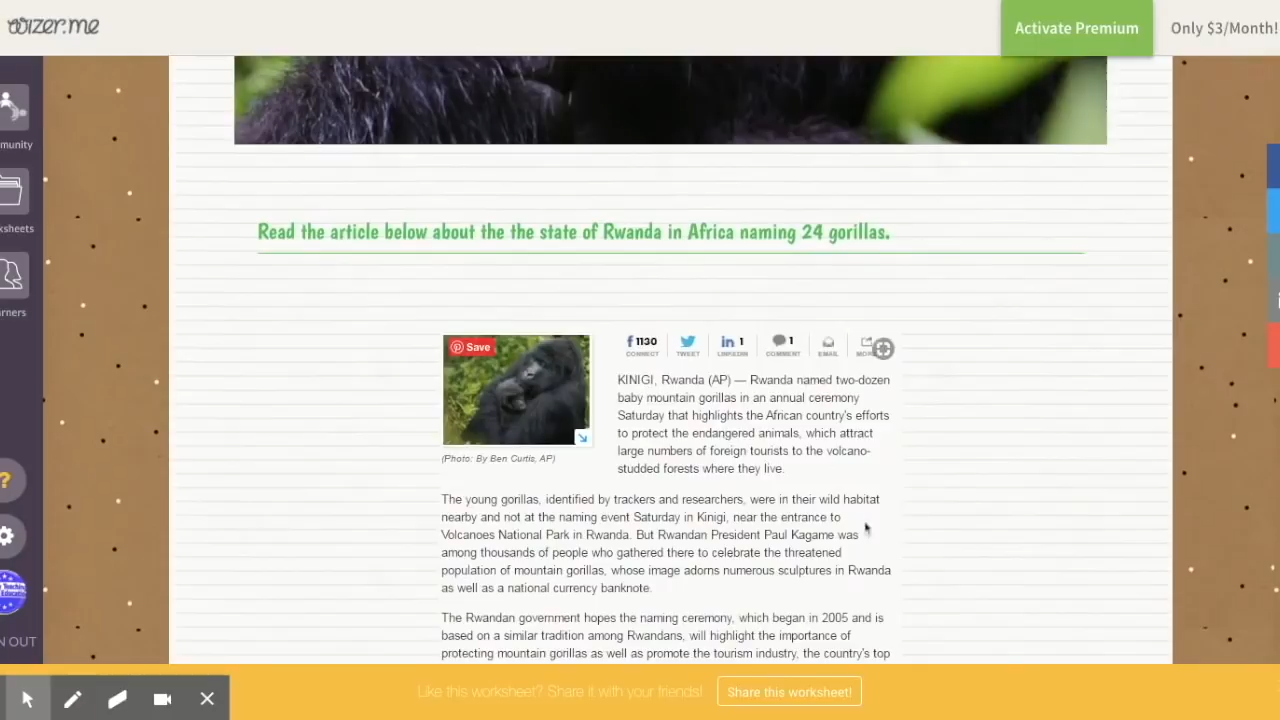 wizer.me
Activate Premium
Only $3/Month!
munity
ksheets
arners
?
N OUT
Read the article below about the the state of Rwanda in Africa naming 24 gorillas.
Save
1130
CONNECT
TWEET
in 1
LINKEDIN
1
COMMENT
EMAIL
(Photo: By Ben Curtis, AP)
KINIGI, Rwanda (AP) — Rwanda named two-dozen
baby mountain gorillas in an annual ceremony
Saturday that highlights the African country's efforts
to protect the endangered animals, which attract
large numbers of foreign tourists to the volcano-
studded forests where they live.
The young gorillas, identified by trackers and researchers, were in their wild habitat
nearby and not at the naming event Saturday in Kinigi, near the entrance to
Volcanoes National Park in Rwanda. But Rwandan President Paul Kagame was
among thousands of people who gathered there to celebrate the threatened
population of mountain gorillas, whose image adorns numerous sculptures in Rwanda
as well as a national currency banknote.
The Rwandan government hopes the naming ceremony, which began in 2005 and is
based on a similar tradition among Rwandans, will highlight the importance of
protecting mountain gorillas as well as promote the tourism industry, the country's top
Like this worksheet? Share it with your friends!
Share this worksheet!